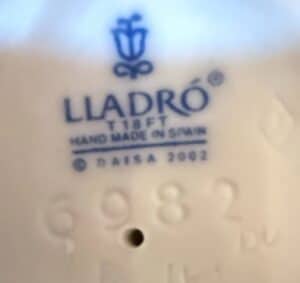 LLADRÓ®
T18FT
HAND MADE IN SPAIN
© DAISA 2002
6982